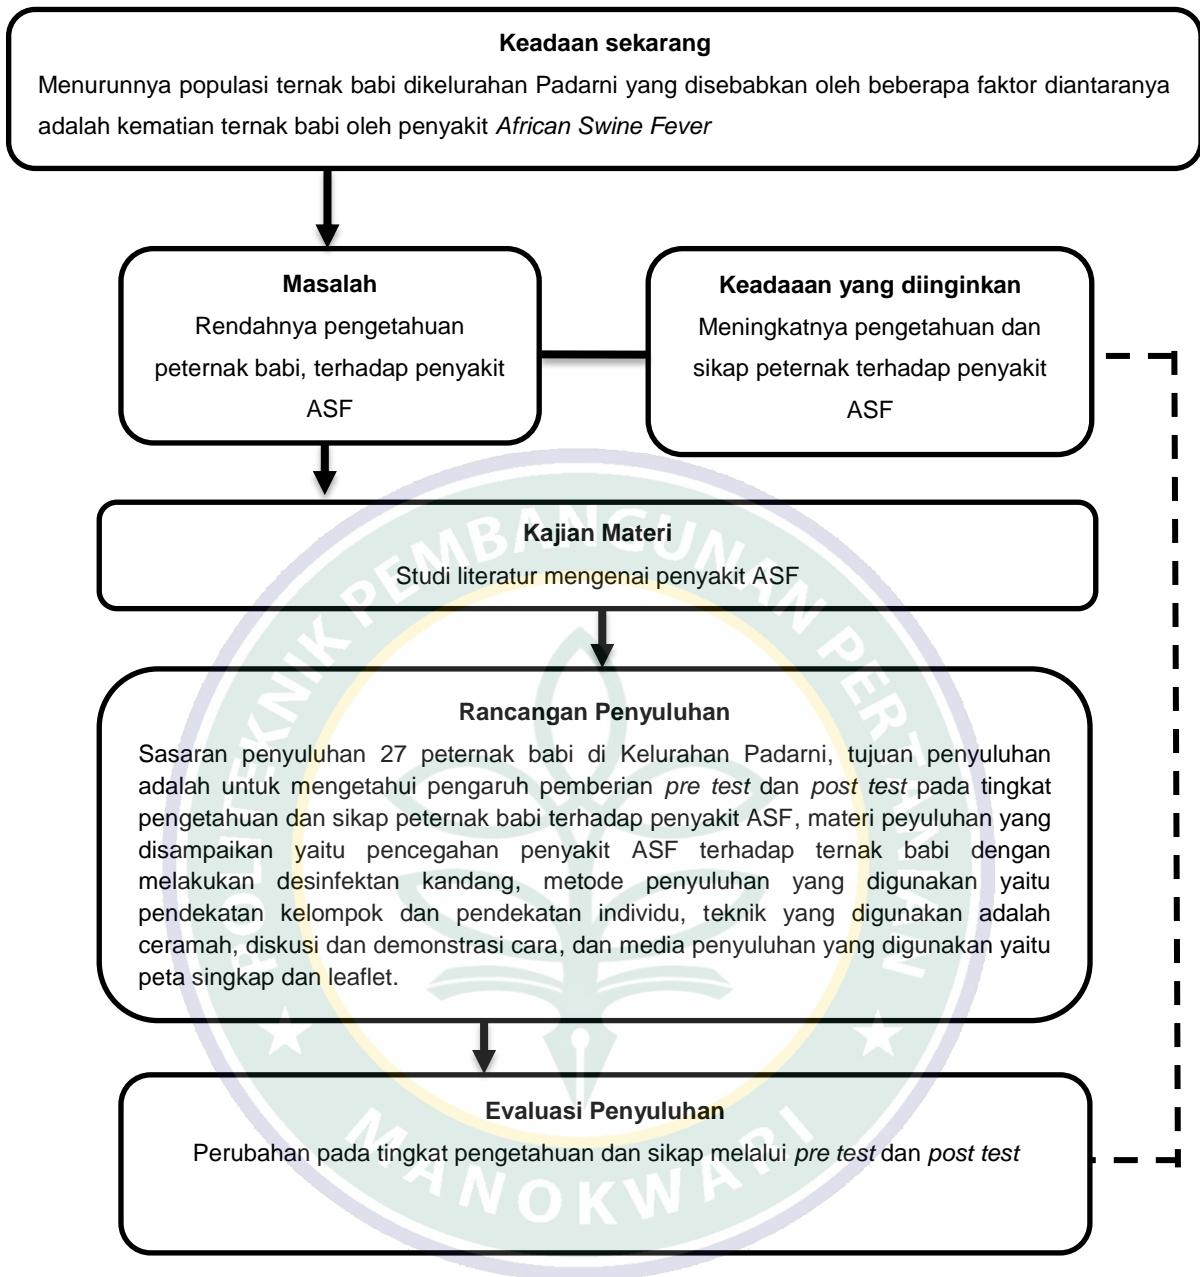 Keadaan sekarang
Menurunnya populasi ternak babi dikelurahan Padarni yang disebabkan oleh beberapa faktor diantaranya
adalah kematian ternak babi oleh penyakit African Swine Fever
Masalah
Rendahnya pengetahuan
peternak babi, terhadap penyakit
ASF
Keadaaan yang diinginkan
Meningkatnya pengetahuan dan
sikap peternak terhadap penyakit
ASF
Kajian Materi
Studi literatur mengenai penyakit ASF
Rancangan Penyuluhan
Sasaran penyuluhan 27 peternak babi di Kelurahan Padarni, tujuan penyuluhan
adalah untuk mengetahui pengaruh pemberian pre test dan post test pada tingkat
pengetahuan dan sikap peternak babi terhadap penyakit ASF, materi peyuluhan yang
disampaikan yaitu pencegahan penyakit ASF terhadap ternak babi dengan
melakukan desinfektan kandang, metode penyuluhan yang digunakan yaitu
pendekatan kelompok dan pendekatan individu, teknik yang digunakan adalah
ceramah, diskusi dan demonstrasi cara, dan media penyuluhan yang digunakan yaitu
peta singkap dan leaflet.
Evaluasi Penyuluhan
Perubahan pada tingkat pengetahuan dan sikap melalui pre test dan post test
POLITEKNIK PEMBANGUNAN PERTANIAN
MANOKWARI